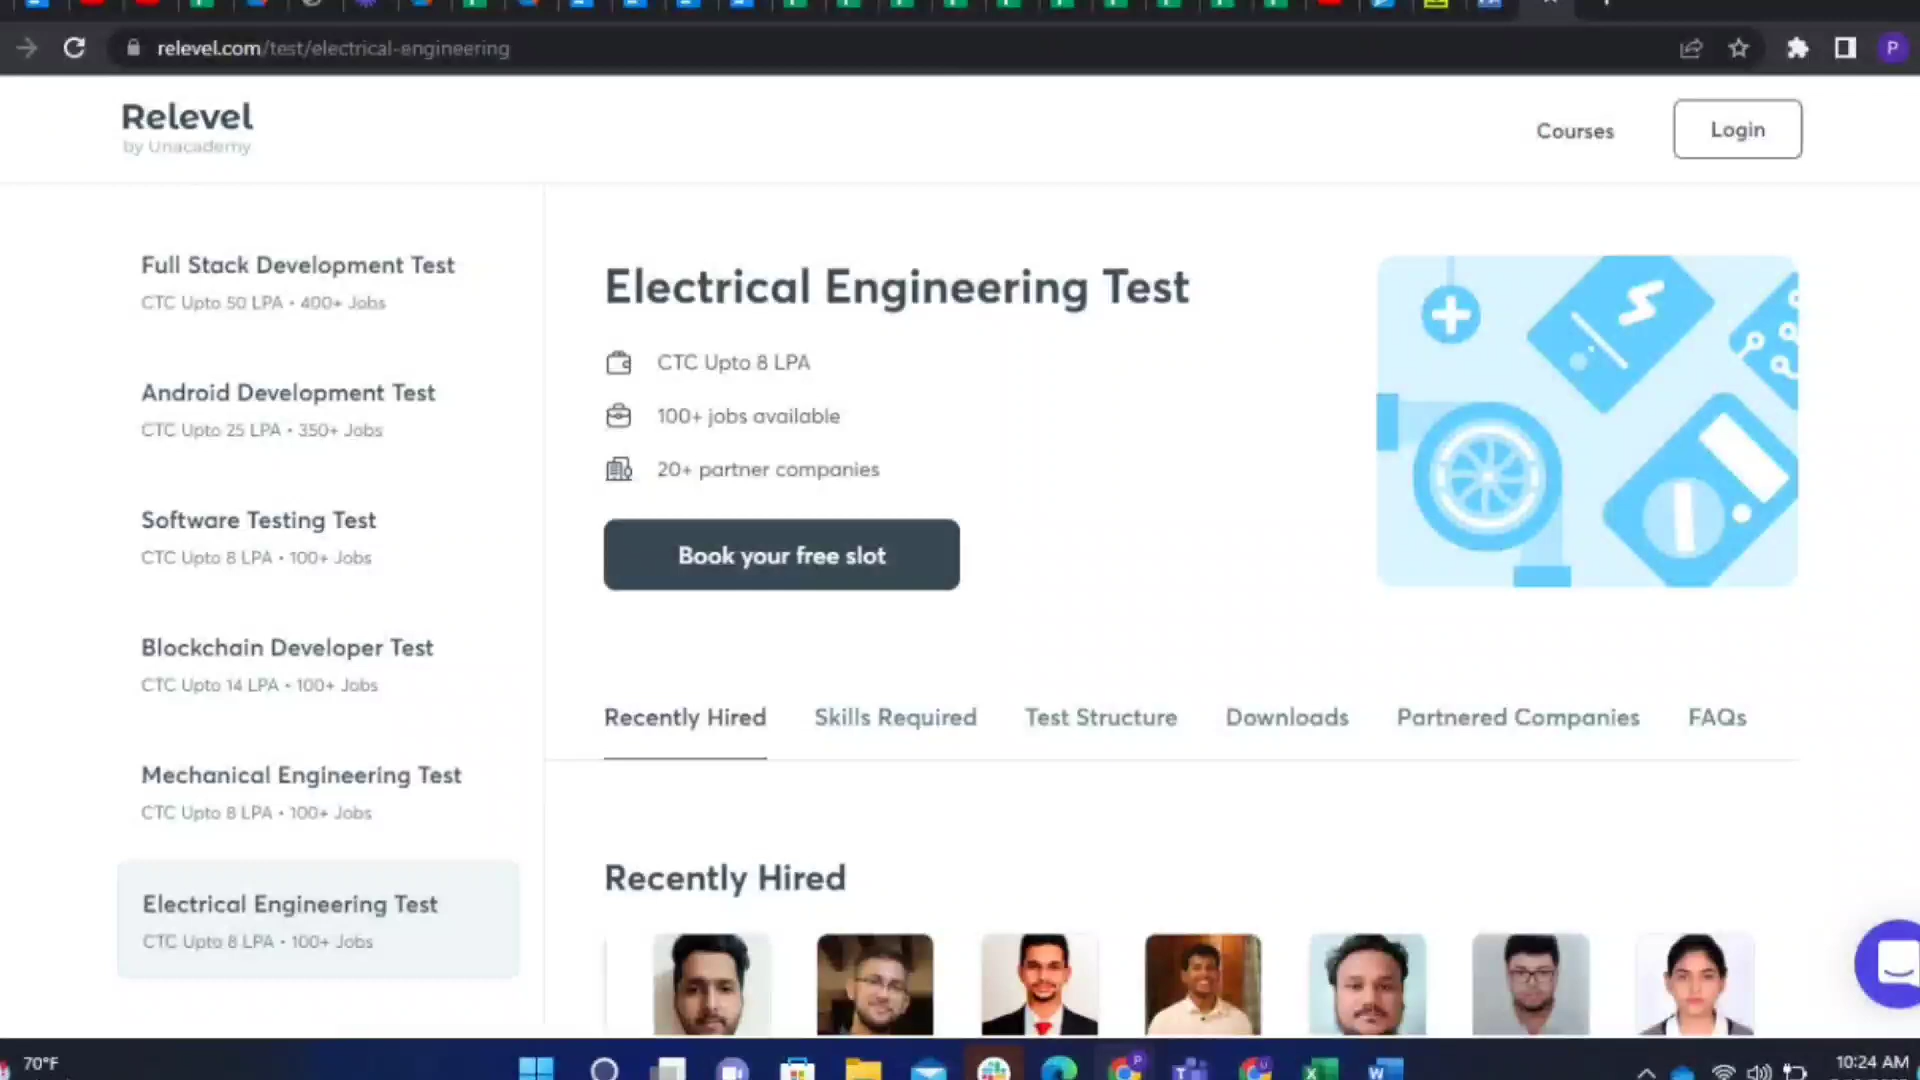 relevel.com/test/electrical-engineering
P
Relevel
by Unacademy
Courses
Login
Full Stack Development Test
CTC Upto 50 LPA • 400+ Jobs
Android Development Test
CTC Upto 25 LPA • 350+ Jobs
Software Testing Test
CTC Upto 8 LPA • 100+ Jobs
Blockchain Developer Test
CTC Upto 14 LPA • 100+ Jobs
Mechanical Engineering Test
CTC Upto 8 LPA • 100+ Jobs
Electrical Engineering Test
CTC Upto 8 LPA • 100+ Jobs
Electrical Engineering Test
CTC Upto 8 LPA
100+ jobs available
20+ partner companies
Book your free slot
Recently Hired Skills Required Test Structure Downloads Partnered Companies FAQs
Recently Hired
70°F
10:24 AM